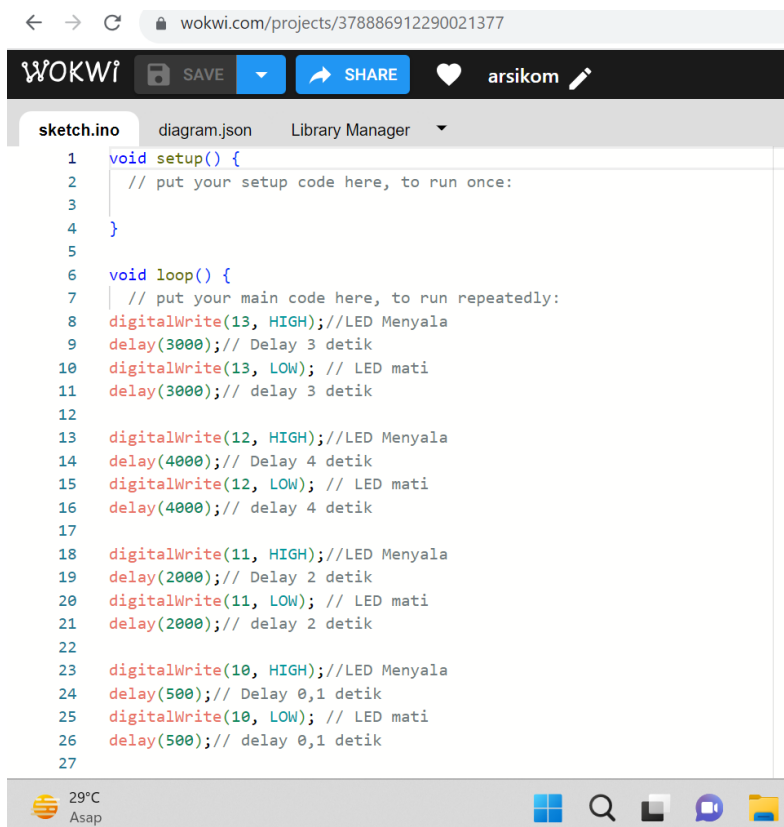 wokwi.com/projects/378886912290021377
WOKWi SAVE SHARE arsikom
sketch.ino diagram.json Library Manager
1 void setup() {
2 // put your setup code here, to run once:
3
4 }
5
6 void loop() {
7 // put your main code here, to run repeatedly:
8 digitalWrite(13, HIGH);//LED Menyala
9 delay(3000);// Delay 3 detik
10 digitalWrite(13, LOW); // LED mati
11 delay(3000);// delay 3 detik
12
13 digitalWrite(12, HIGH);//LED Menyala
14 delay(4000);// Delay 4 detik
15 digitalWrite(12, LOW); // LED mati
16 delay(4000);// delay 4 detik
17
18 digitalWrite(11, HIGH);//LED Menyala
19 delay(2000);// Delay 2 detik
20 digitalWrite(11, LOW); // LED mati
21 delay(2000);// delay 2 detik
22
23 digitalWrite(10, HIGH);//LED Menyala
24 delay(500);// Delay 0,1 detik
25 digitalWrite(10, LOW); // LED mati
26 delay(500);// delay 0,1 detik
27
29°C
Asap